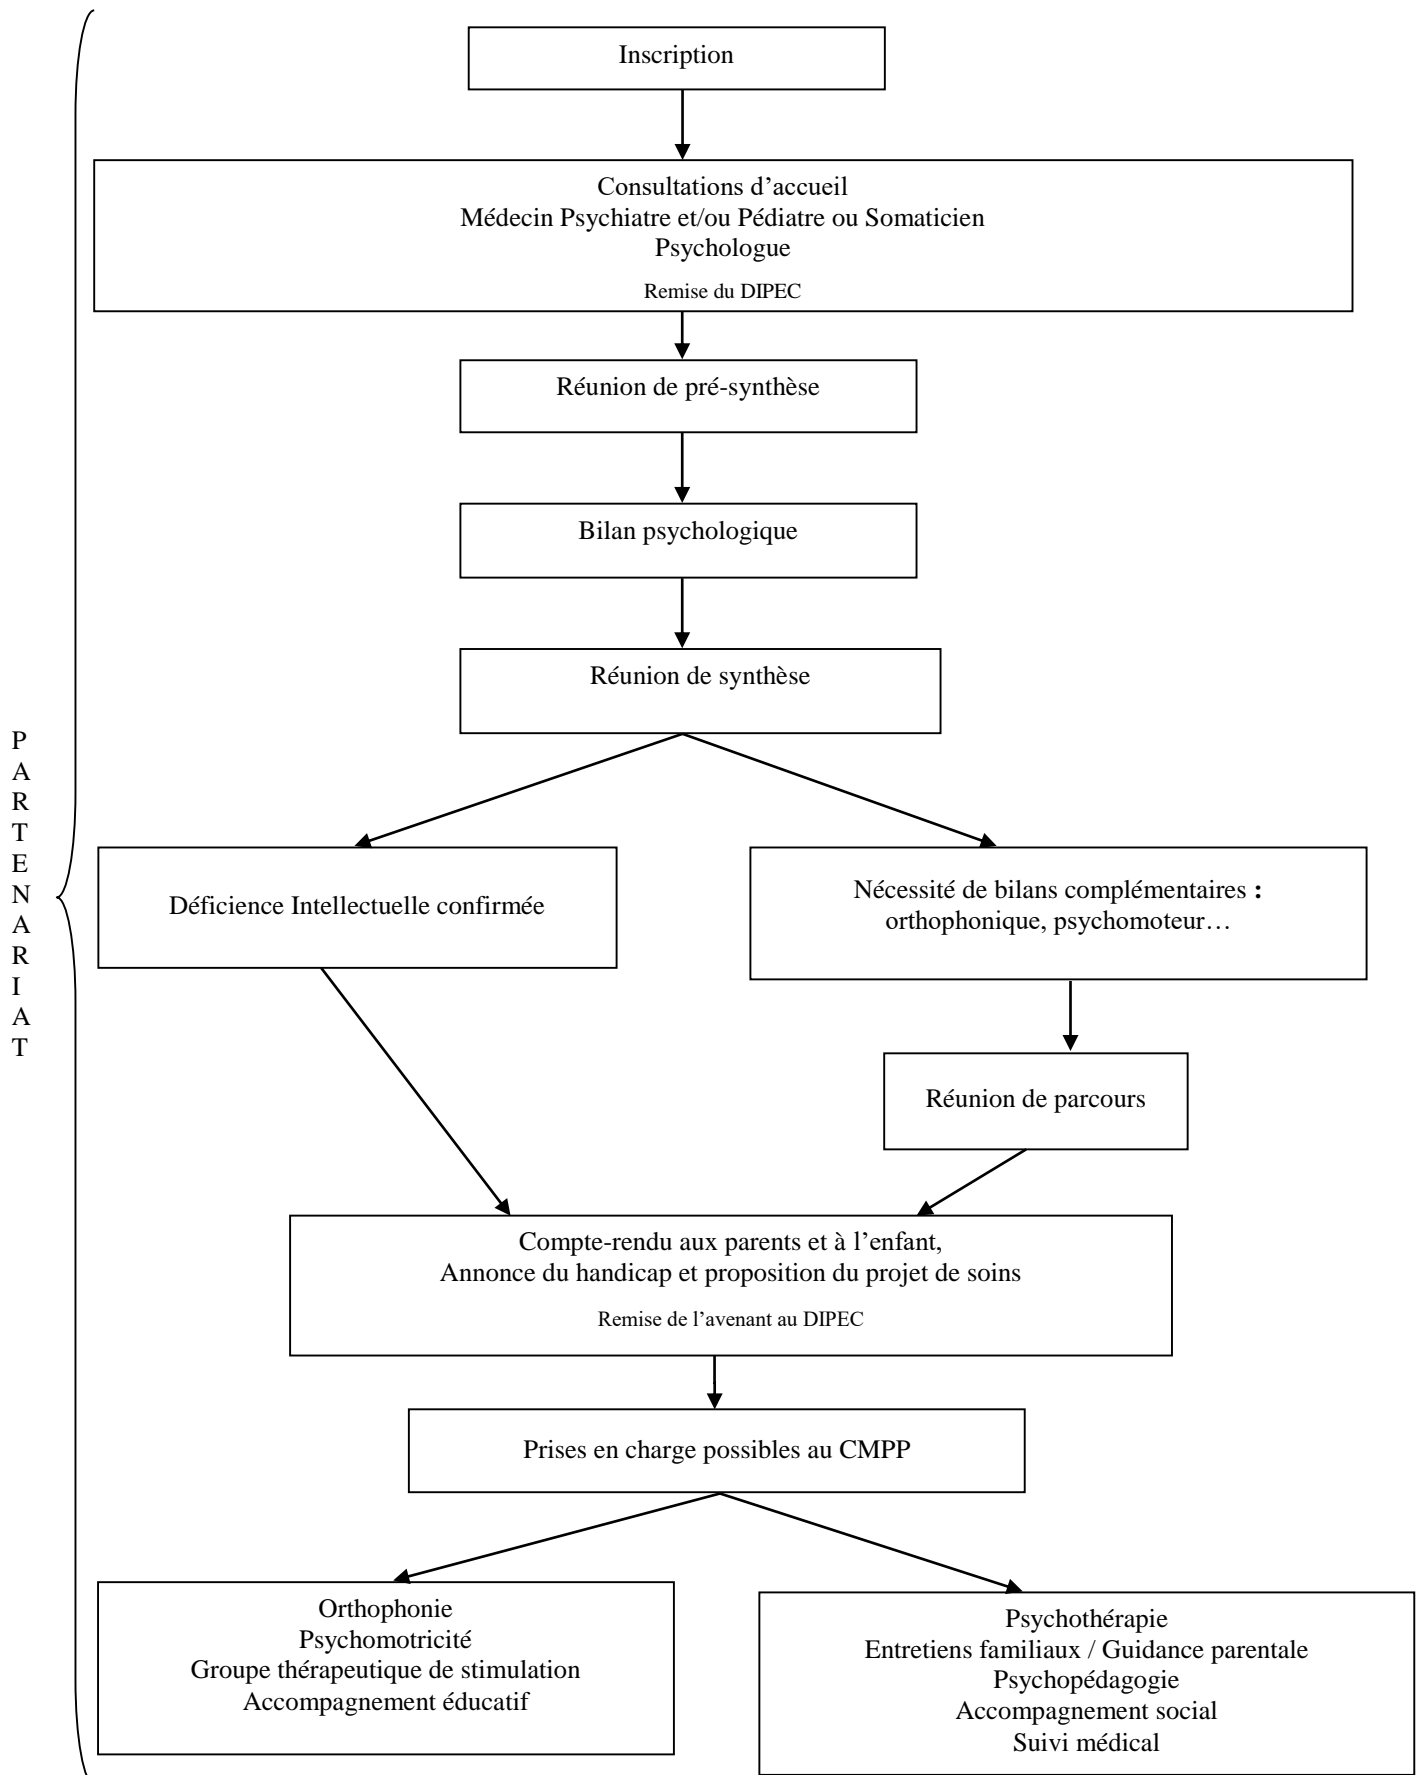 Inscription
Consultations d’accueil
Médecin Psychiatre et/ou Pédiatre ou Somaticien
Psychologue
Remise du DIPEC
Réunion de pré-synthèse
Bilan psychologique
Réunion de synthèse
P
A
R
T
E
N
A
R
I
A
T
Déficience Intellectuelle confirmée
Nécessité de bilans complémentaires :
orthophonique, psychomoteur…
Réunion de parcours
Compte-rendu aux parents et à l’enfant,
Annonce du handicap et proposition du projet de soins
Remise de l’avenant au DIPEC
Prises en charge possibles au CMPP
Orthophonie
Psychomotricité
Groupe thérapeutique de stimulation
Accompagnement éducatif
Psychothérapie
Entretiens familiaux / Guidance parentale
Psychopédagogie
Accompagnement social
Suivi médical